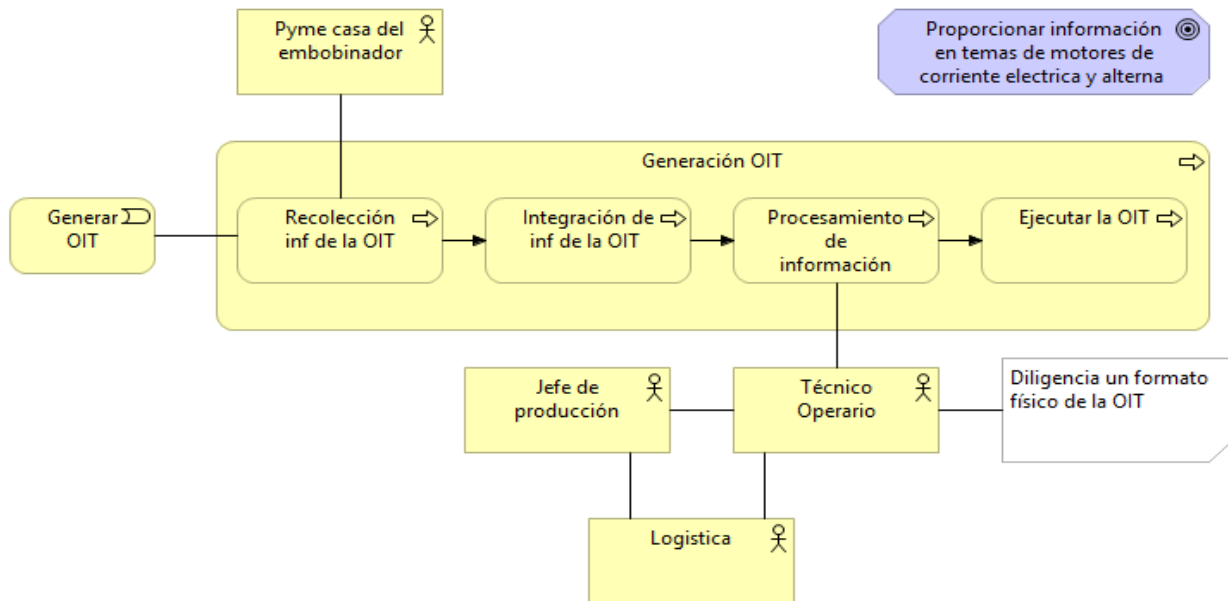 Pyme casa del
embobinador
Proporcionar información
en temas de motores de
corriente electrica y alterna
Generación OIT
Generar
OIT
Recolección
inf de la OIT
Integración de
inf de la OIT
Procesamiento
de
información
Ejecutar la OIT
Jefe de
producción
Técnico
Operario
Diligencia un formato
físico de la OIT
Logistica